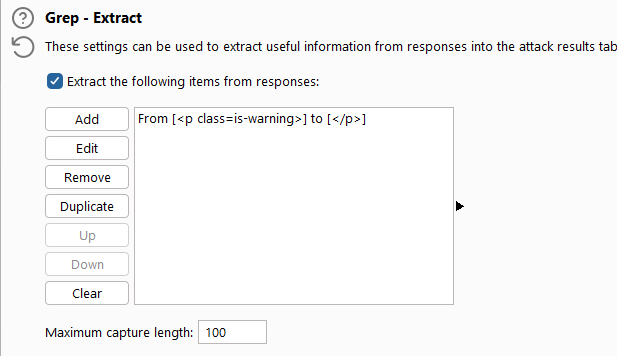 Grep - Extract
These settings can be used to extract useful information from responses into the attack results tab
Extract the following items from responses:
Add
From [<p class=is-warning>] to [</p>]
Edit
Remove
Duplicate
Up
Down
Clear
Maximum capture length: 100